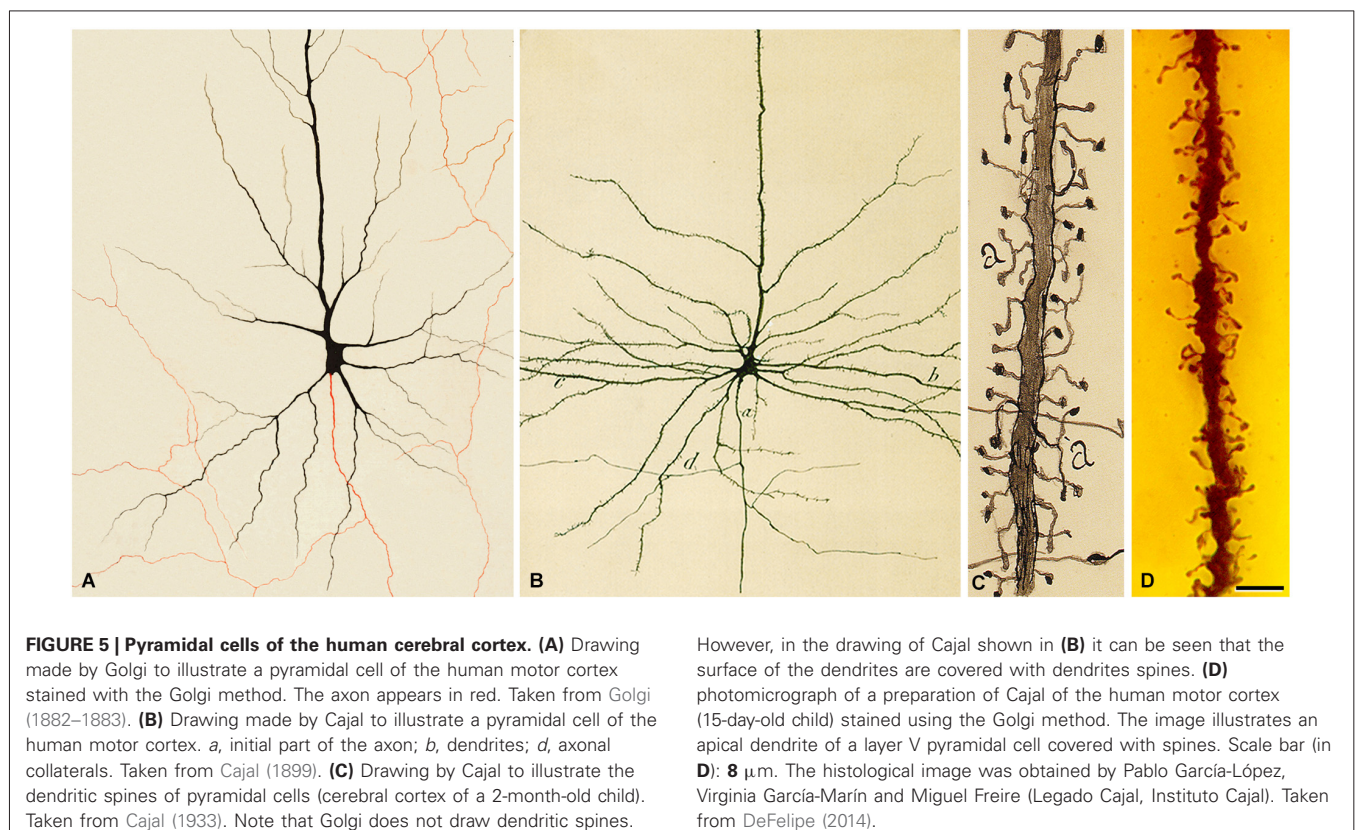 A
c
b
a
d
B
a
a
C
D
FIGURE 5 | Pyramidal cells of the human cerebral cortex. (A) Drawing
made by Golgi to illustrate a pyramidal cell of the human motor cortex
stained with the Golgi method. The axon appears in red. Taken from Golgi
(1882–1883). (B) Drawing made by Cajal to illustrate a pyramidal cell of the
human motor cortex. a, initial part of the axon; b, dendrites; d, axonal
collaterals. Taken from Cajal (1899). (C) Drawing by Cajal to illustrate the
dendritic spines of pyramidal cells (cerebral cortex of a 2-month-old child).
Taken from Cajal (1933). Note that Golgi does not draw dendritic spines.
However, in the drawing of Cajal shown in (B) it can be seen that the
surface of the dendrites are covered with dendrites spines. (D)
photomicrograph of a preparation of Cajal of the human motor cortex
(15-day-old child) stained using the Golgi method. The image illustrates an
apical dendrite of a layer V pyramidal cell covered with spines. Scale bar (in
D): 8 μm. The histological image was obtained by Pablo García-López,
Virginia García-Marín and Miguel Freire (Legado Cajal, Instituto Cajal). Taken
from DeFelipe (2014).